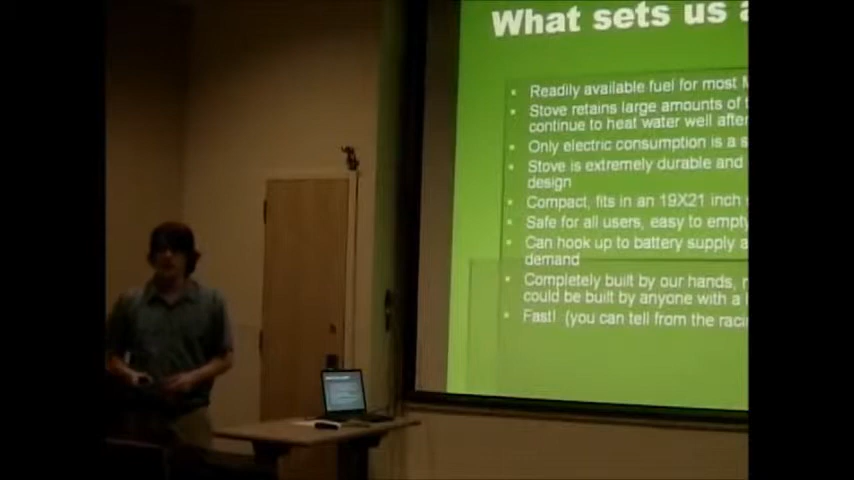 What sets us a
Readily available fuel for most M
Stove retains large amounts of
continue to heat water well after
Only electric consumption is a s
Stove is extremely durable and
design
Compact, fits in an 19X21 inch
Safe for all users, easy to empty
Can hook up to battery supply a
demand
Completely built by our hands,
could be built by anyone with a
Fast! (you can tell from the raci